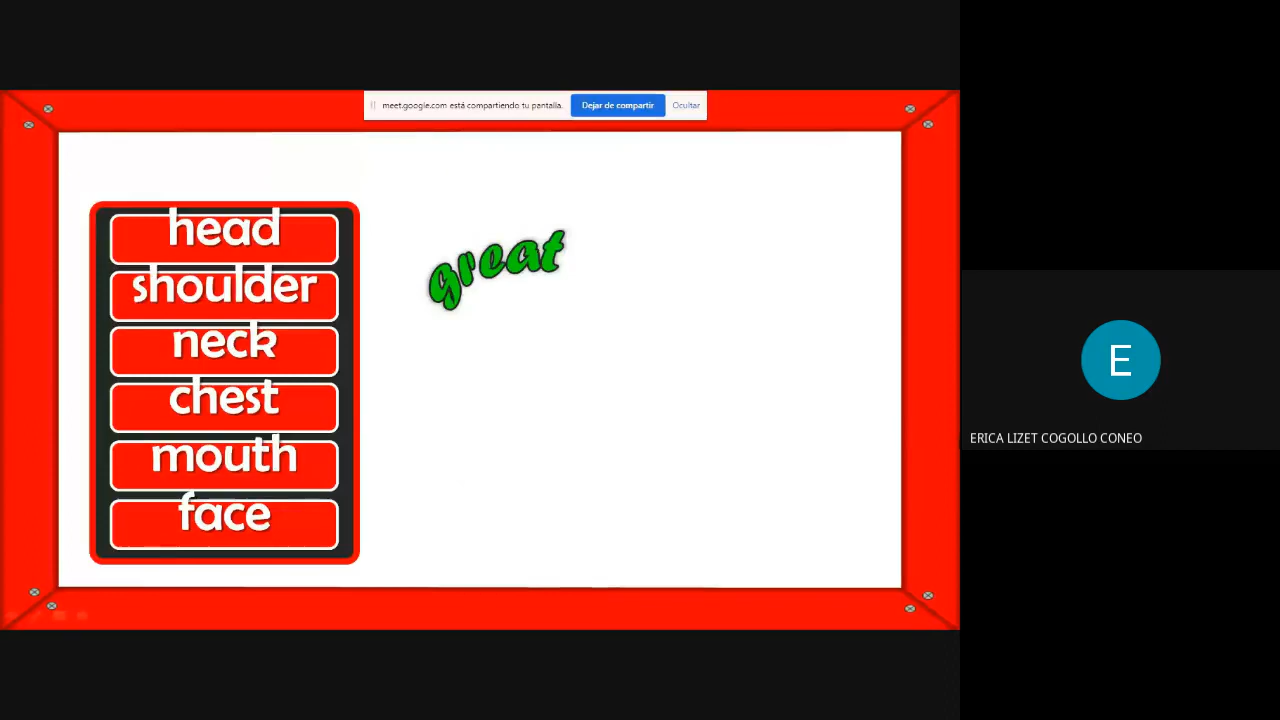 meet.google.com está compartiendo tu pantalla.
Dejar de compartir
Ocultar
head
shoulder
neck
chest
mouth
face
great
E
ERICA LIZET COGOLLO CONEO